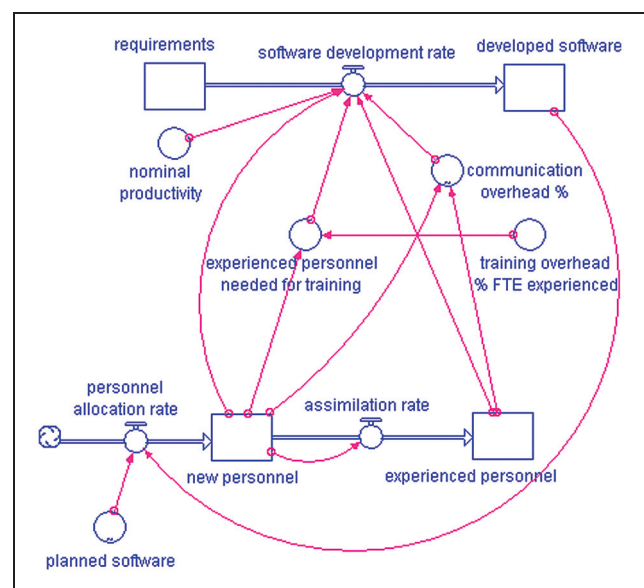 requirements
software development rate
developed software
nominal
productivity
communication
overhead %
experienced personnel
needed for training
training overhead
% FTE experienced
personnel
allocation rate
assimilation rate
new personnel
experienced personnel
planned software